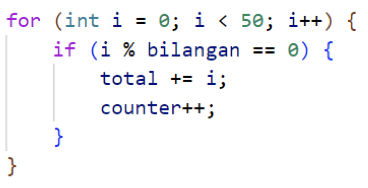 for (int i = 0; i < 50; i++) {
    if (i % bilangan == 0) {
        total += i;
        counter++;
    }
}